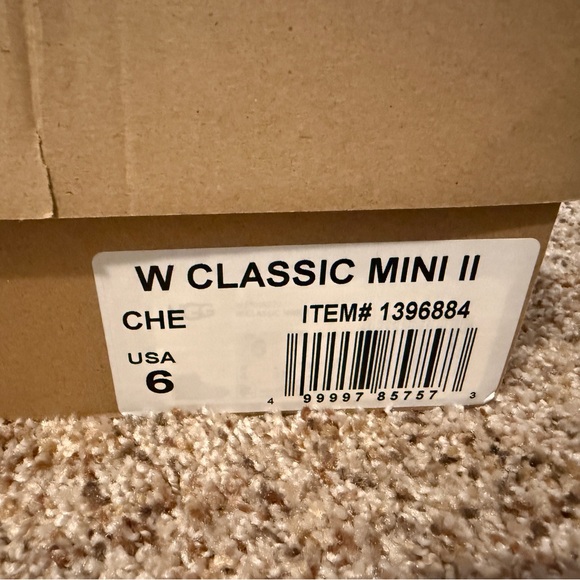 W CLASSIC MINI II
CHE
ITEM# 1396884
USA
6
4 99997 85757 3